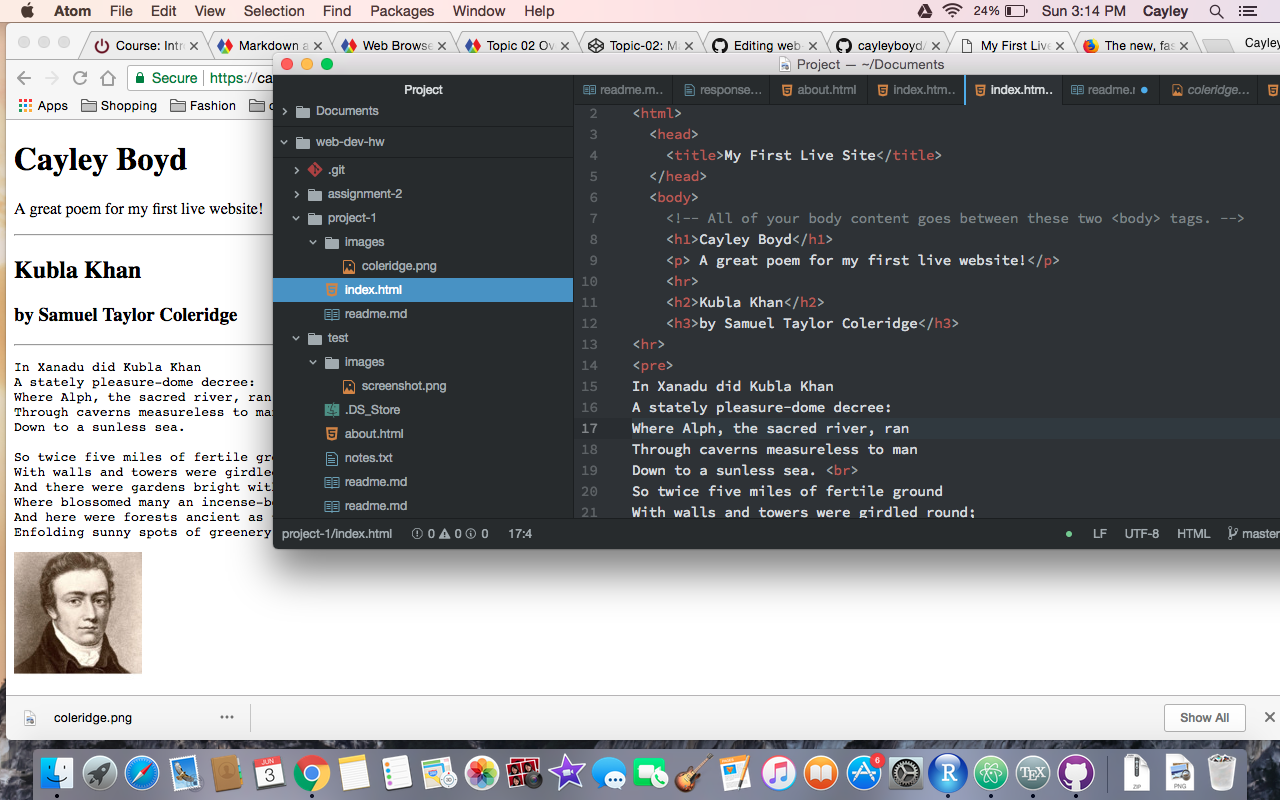 Atom File Edit View Selection Find Packages Window Help 24% Sun 3:14 PM Cayley
Course: Intr Markdown a Web Browse Topic 02 Ov Topic-02: M Editing web cayleyboyd/ My First Live The new, fas Cayley
Secure https://ca
Apps Shopping Fashion
Cayley Boyd
A great poem for my first live website!
Kubla Khan
by Samuel Taylor Coleridge
In Xanadu did Kubla Khan
A stately pleasure-dome decree:
Where Alph, the sacred river, ran
Through caverns measureless to man
Down to a sunless sea.
So twice five miles of fertile gro
With walls and towers were girdled
And there were gardens bright with
Where blossomed many an incense-be
And here were forests ancient as
Enfolding sunny spots of greenery
Project — ~/Documents
Project
Documents
web-dev-hw
.git
assignment-2
project-1
images
coleridge.png
index.html
readme.md
test
images
screenshot.png
.DS_Store
about.html
notes.txt
readme.md
readme.md
readme.m.. response... about.html index.htm.. index.htm.. readme.r coleridge...
2 <html>
3 <head>
4 <title>My First Live Site</title>
5 </head>
6 <body>
7 <!-- All of your body content goes between these two <body> tags. -->
8 <h1>Cayley Boyd</h1>
9 <p> A great poem for my first live website!</p>
10 <hr>
11 <h2>Kubla Khan</h2>
12 <h3>by Samuel Taylor Coleridge</h3>
13 <hr>
14 <pre>
15 In Xanadu did Kubla Khan
16 A stately pleasure-dome decree:
17 Where Alph, the sacred river, ran
18 Through caverns measureless to man
19 Down to a sunless sea. <br>
20 So twice five miles of fertile ground
21 With walls and towers were girdled round;
project-1/index.html 0 0 0 17:4 LF UTF-8 HTML master
coleridge.png Show All
JUN
3
6
R
TEX
ZIP
PNG